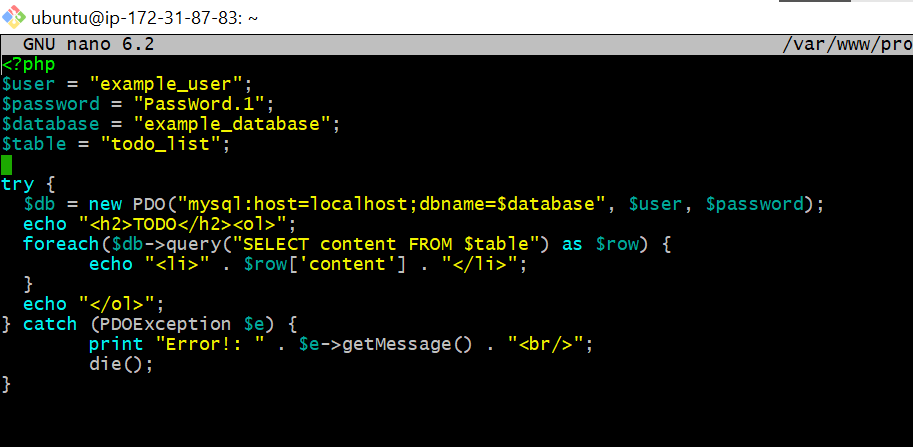 ubuntu@ip-172-31-87-83: ~
GNU nano 6.2 /var/www/pro
<?php
$user = "example_user";
$password = "PassWord.1";
$database = "example_database";
$table = "todo_list";
try {
  $db = new PDO("mysql:host=localhost;dbname=$database", $user, $password);
  echo "<h2>TODO</h2><ol>";
  foreach($db->query("SELECT content FROM $table") as $row) {
        echo "<li>" . $row['content'] . "</li>";
  }
  echo "</ol>";
} catch (PDOException $e) {
        print "Error!: " . $e->getMessage() . "<br/>";
        die();
}